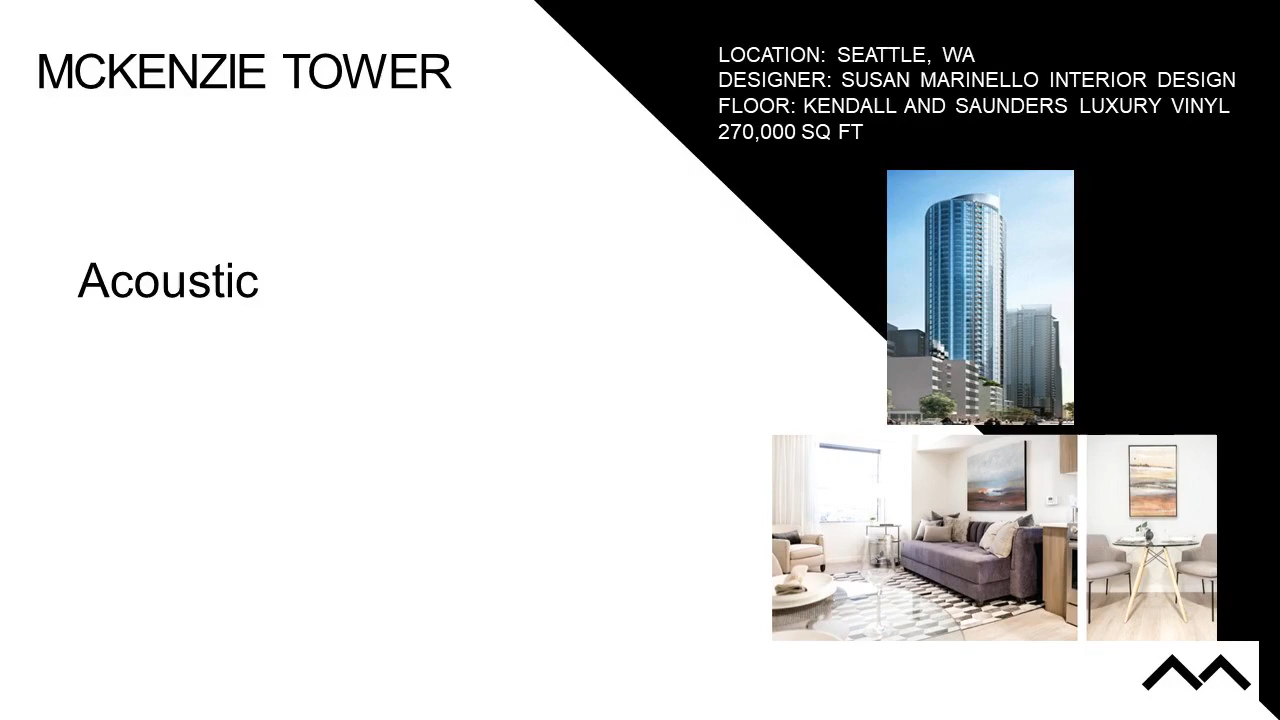 MCKENZIE TOWER
LOCATION: SEATTLE, WA
DESIGNER: SUSAN MARINELLO INTERIOR DESIGN
FLOOR: KENDALL AND SAUNDERS LUXURY VINYL
270,000 SQ FT
Acoustic